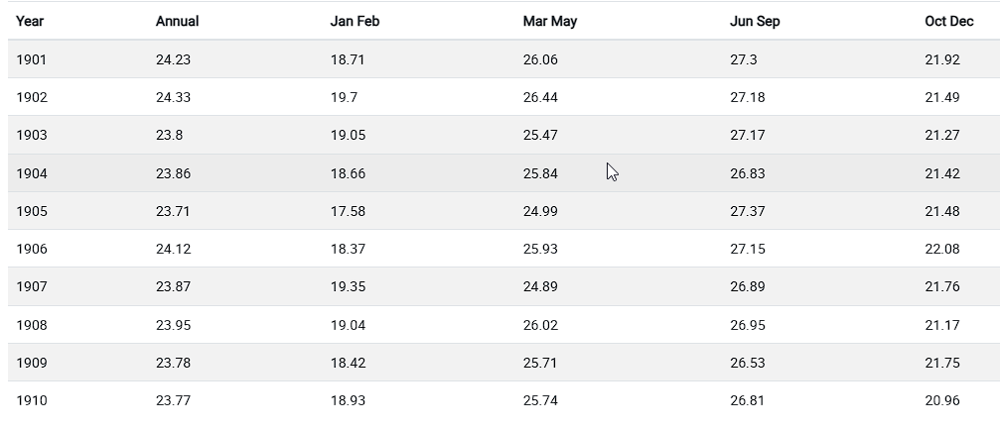 Year Annual Jan Feb Mar May Jun Sep Oct Dec
1901 24.23 18.71 26.06 27.3 21.92
1902 24.33 19.7 26.44 27.18 21.49
1903 23.8 19.05 25.47 27.17 21.27
1904 23.86 18.66 25.84 26.83 21.42
1905 23.71 17.58 24.99 27.37 21.48
1906 24.12 18.37 25.93 27.15 22.08
1907 23.87 19.35 24.89 26.89 21.76
1908 23.95 19.04 26.02 26.95 21.17
1909 23.78 18.42 25.71 26.53 21.75
1910 23.77 18.93 25.74 26.81 20.96